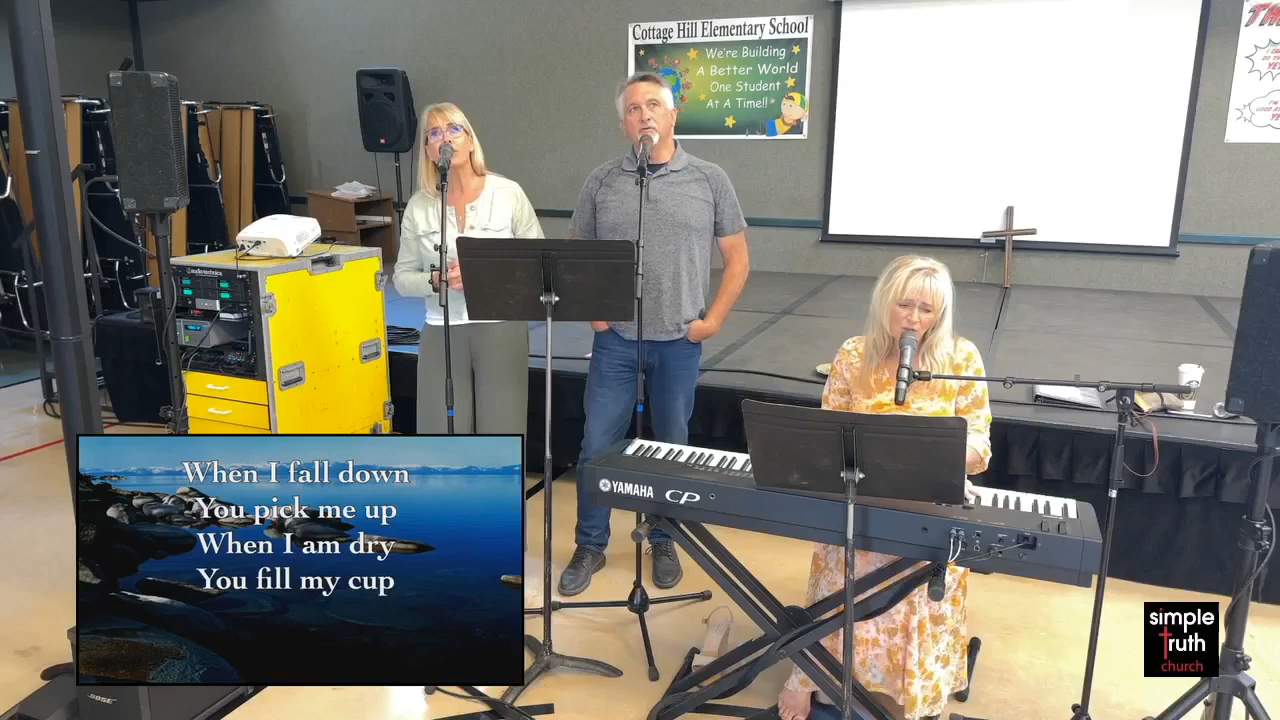 Cottage Hill Elementary School
We're Building
A Better World
One Student
At A Time!!
audio-technica
When I fall down
You pick me up
When I am dry
You fill my cup
YAMAHA CP
BOSE
simple
truth
church